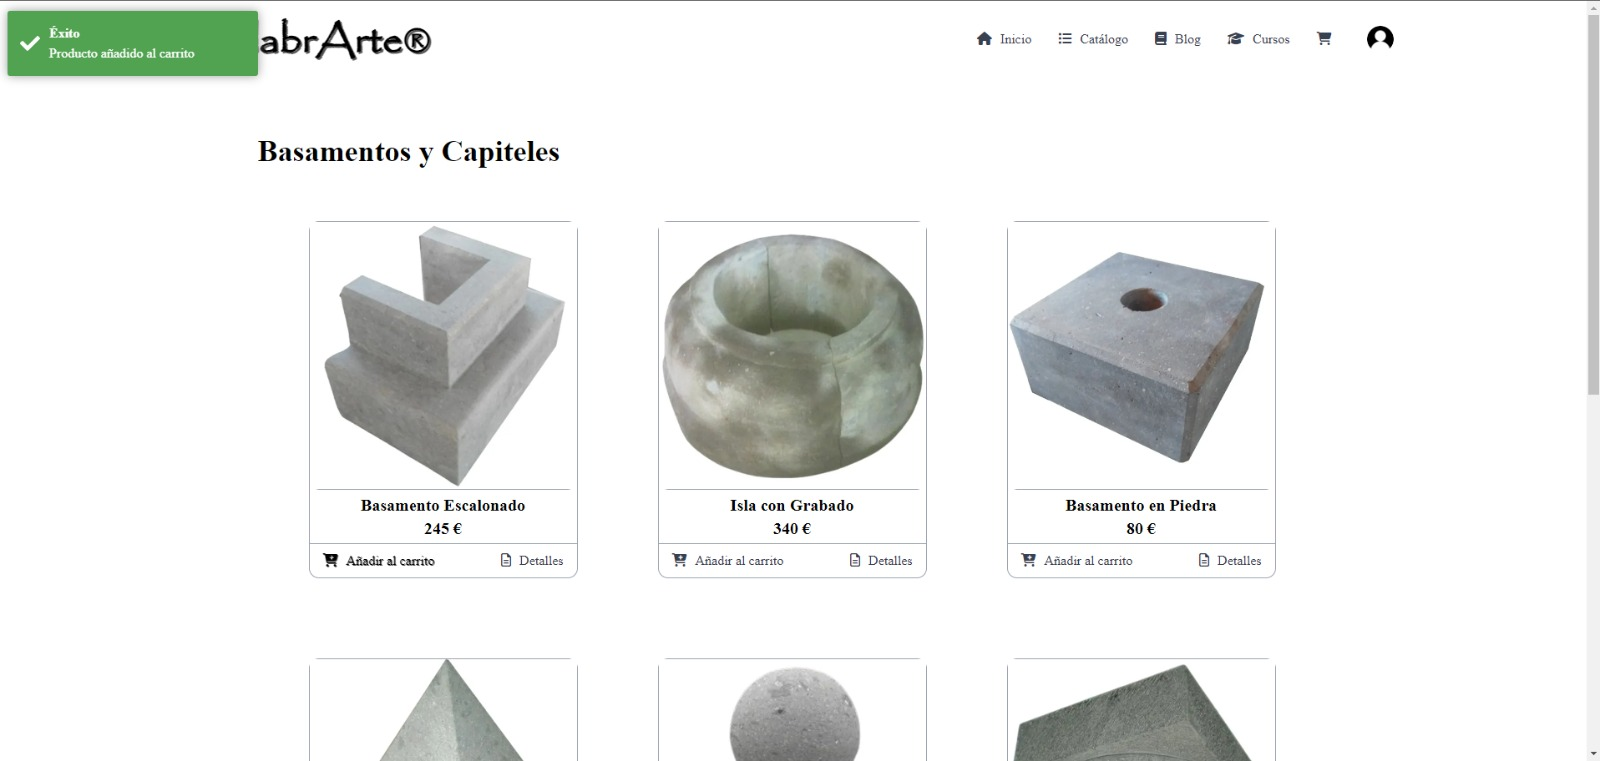 Éxito
Producto añadido al carrito
abrArte®
Inicio
Catálogo
Blog
Cursos
Basamentos y Capiteles
Basamento Escalonado
245 €
Añadir al carrito
Detalles
Isla con Grabado
340 €
Añadir al carrito
Detalles
Basamento en Piedra
80 €
Añadir al carrito
Detalles